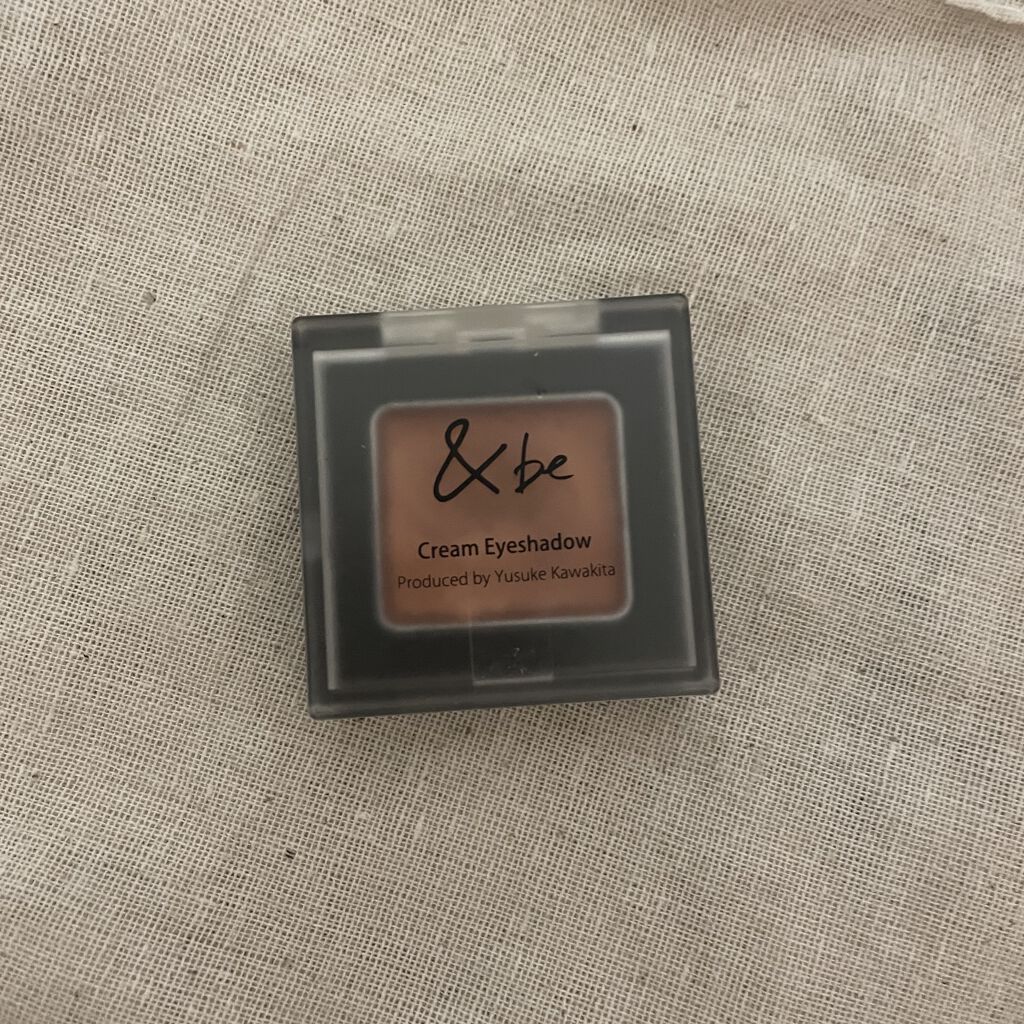 &be
Cream Eyeshadow
Produced by Yusuke Kawakita